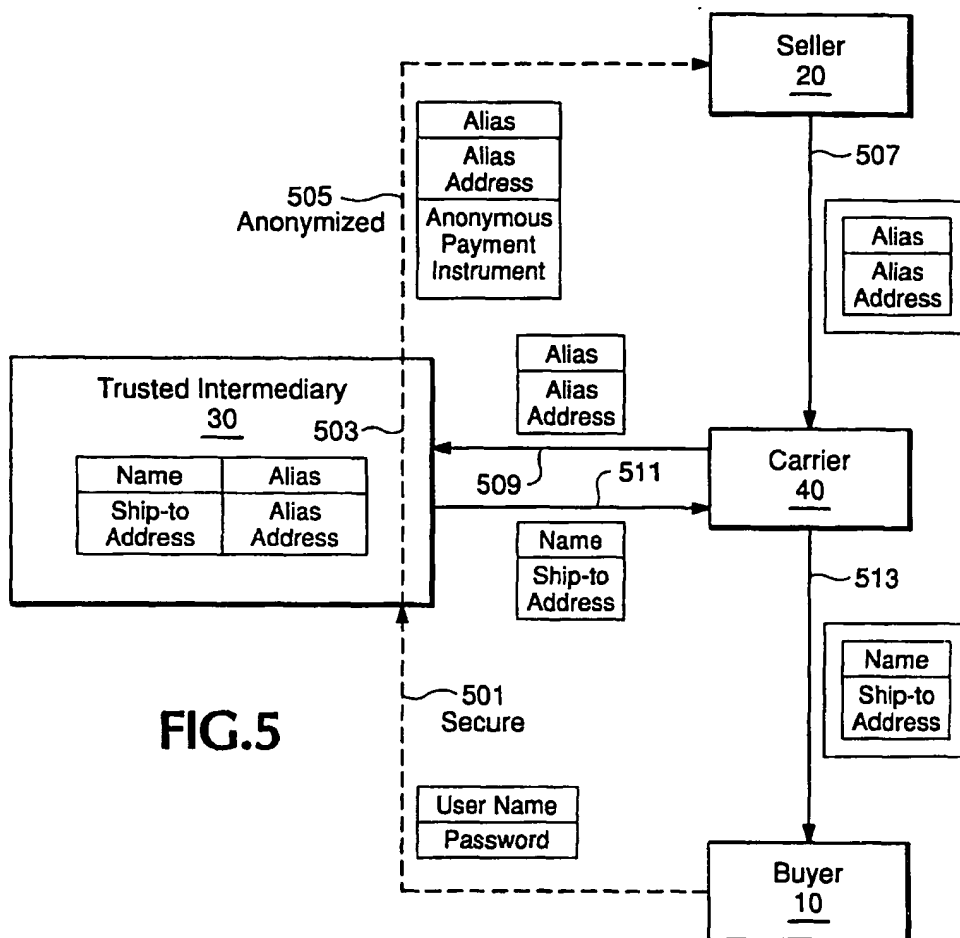 Seller
20
507
Alias
Alias
Address
Anonymous
Payment
Instrument
505
Anonymized
Alias
Alias
Address
Trusted Intermediary
30
503
Name
Alias
Ship-to
Address
Alias
Address
Alias
Alias
Address
509
511
Name
Ship-to
Address
Carrier
40
513
Name
Ship-to
Address
501
Secure
FIG.5
User Name
Password
Buyer
10